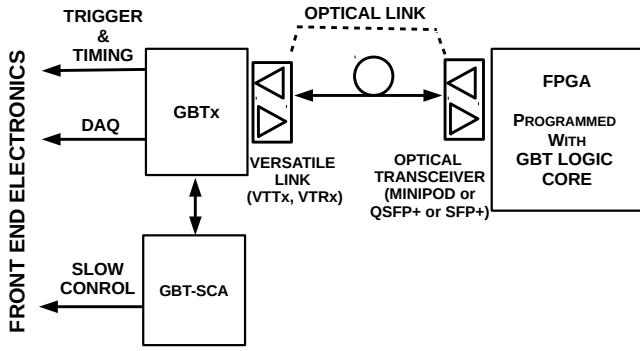 FRONT END ELECTRONICS
TRIGGER
&
TIMING
DAQ
SLOW
CONROL
GBTx
GBT-SCA
OPTICAL LINK
VERSATILE
LINK
(VTTx, VTRx)
OPTICAL
TRANSCEIVER
(MINIPOD or
QSFP+ or SFP+)
FPGA
PROGRAMMED
WITH
GBT LOGIC
CORE